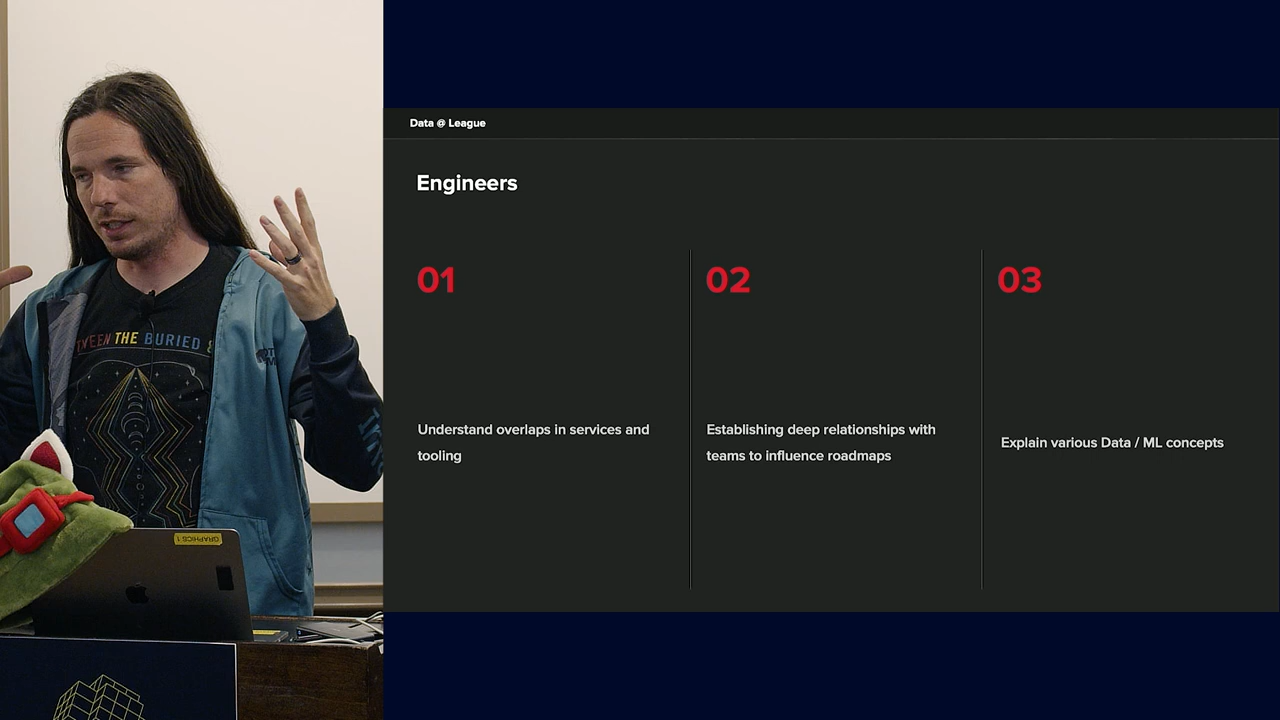 Data @ League
Engineers
01
02
03
Understand overlaps in services and
tooling
Establishing deep relationships with
teams to influence roadmaps
Explain various Data / ML concepts
THE BURIED
GRAPHICS 1